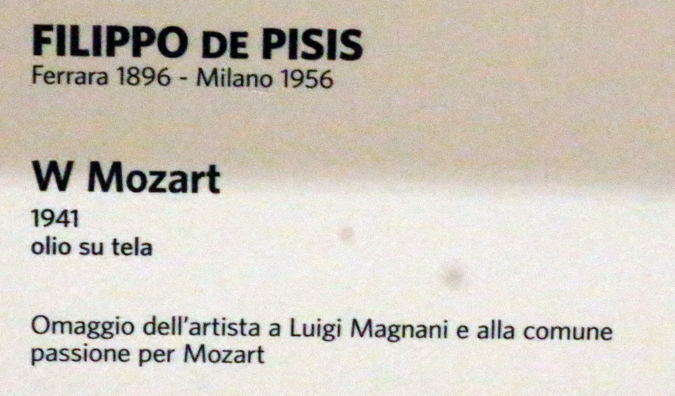 FILIPPO DE PISIS
Ferrara 1896 - Milano 1956
W Mozart
1941
olio su tela
Omaggio dell'artista a Luigi Magnani e alla comune
passione per Mozart